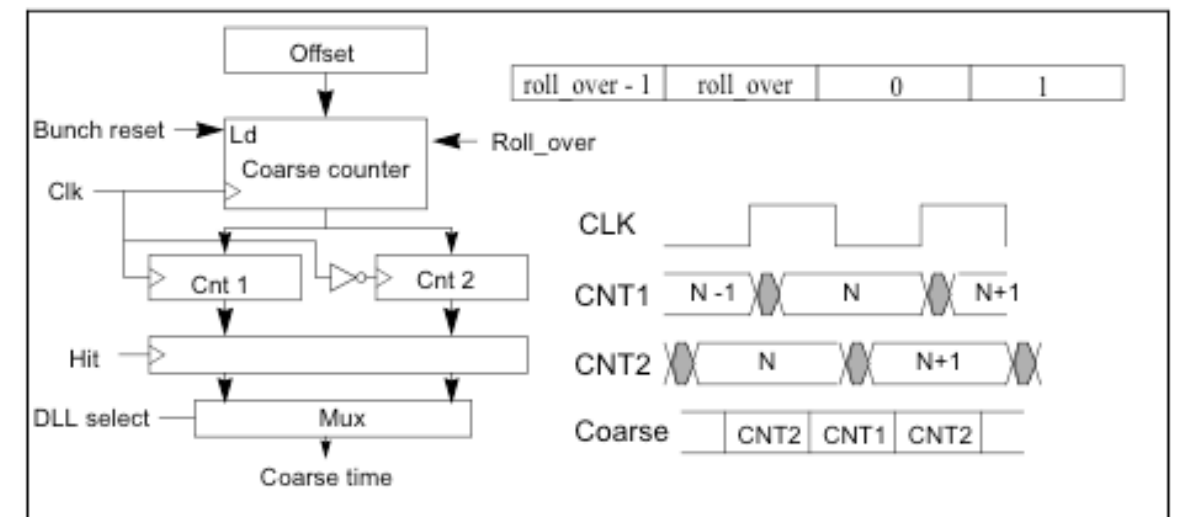 Offset
roll_over - 1 roll_over 0 1
Bunch reset
Ld
Roll_over
Coarse counter
Clk
CLK
Cnt 1
Cnt 2
CNT1 N -1 N N+1
Hit
CNT2 N N+1
DLL select
Mux
Coarse CNT2 CNT1 CNT2
Coarse time